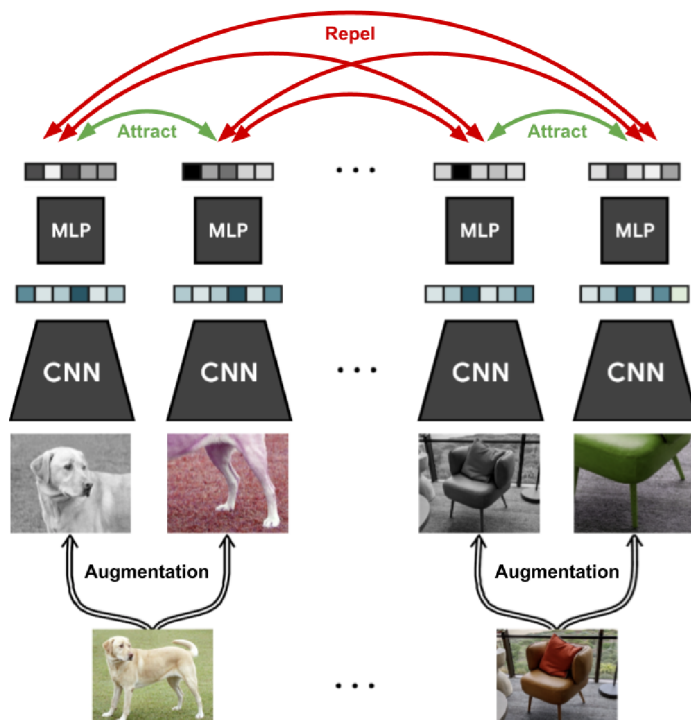 Repel
Attract
Attract
MLP
MLP
MLP
MLP
CNN
CNN
CNN
CNN
Augmentation
Augmentation